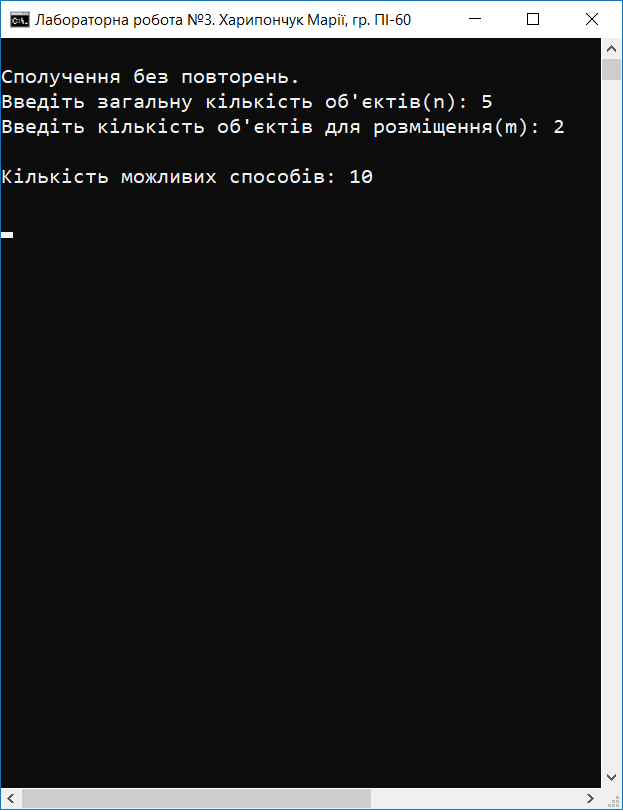 Лабораторна робота №3. Харипончук Марії, гр. ПІ-60
Сполучення без повторень.
Введіть загальну кількість об'єктів(n): 5
Введіть кількість об'єктів для розміщення(m): 2
Кількість можливих способів: 10